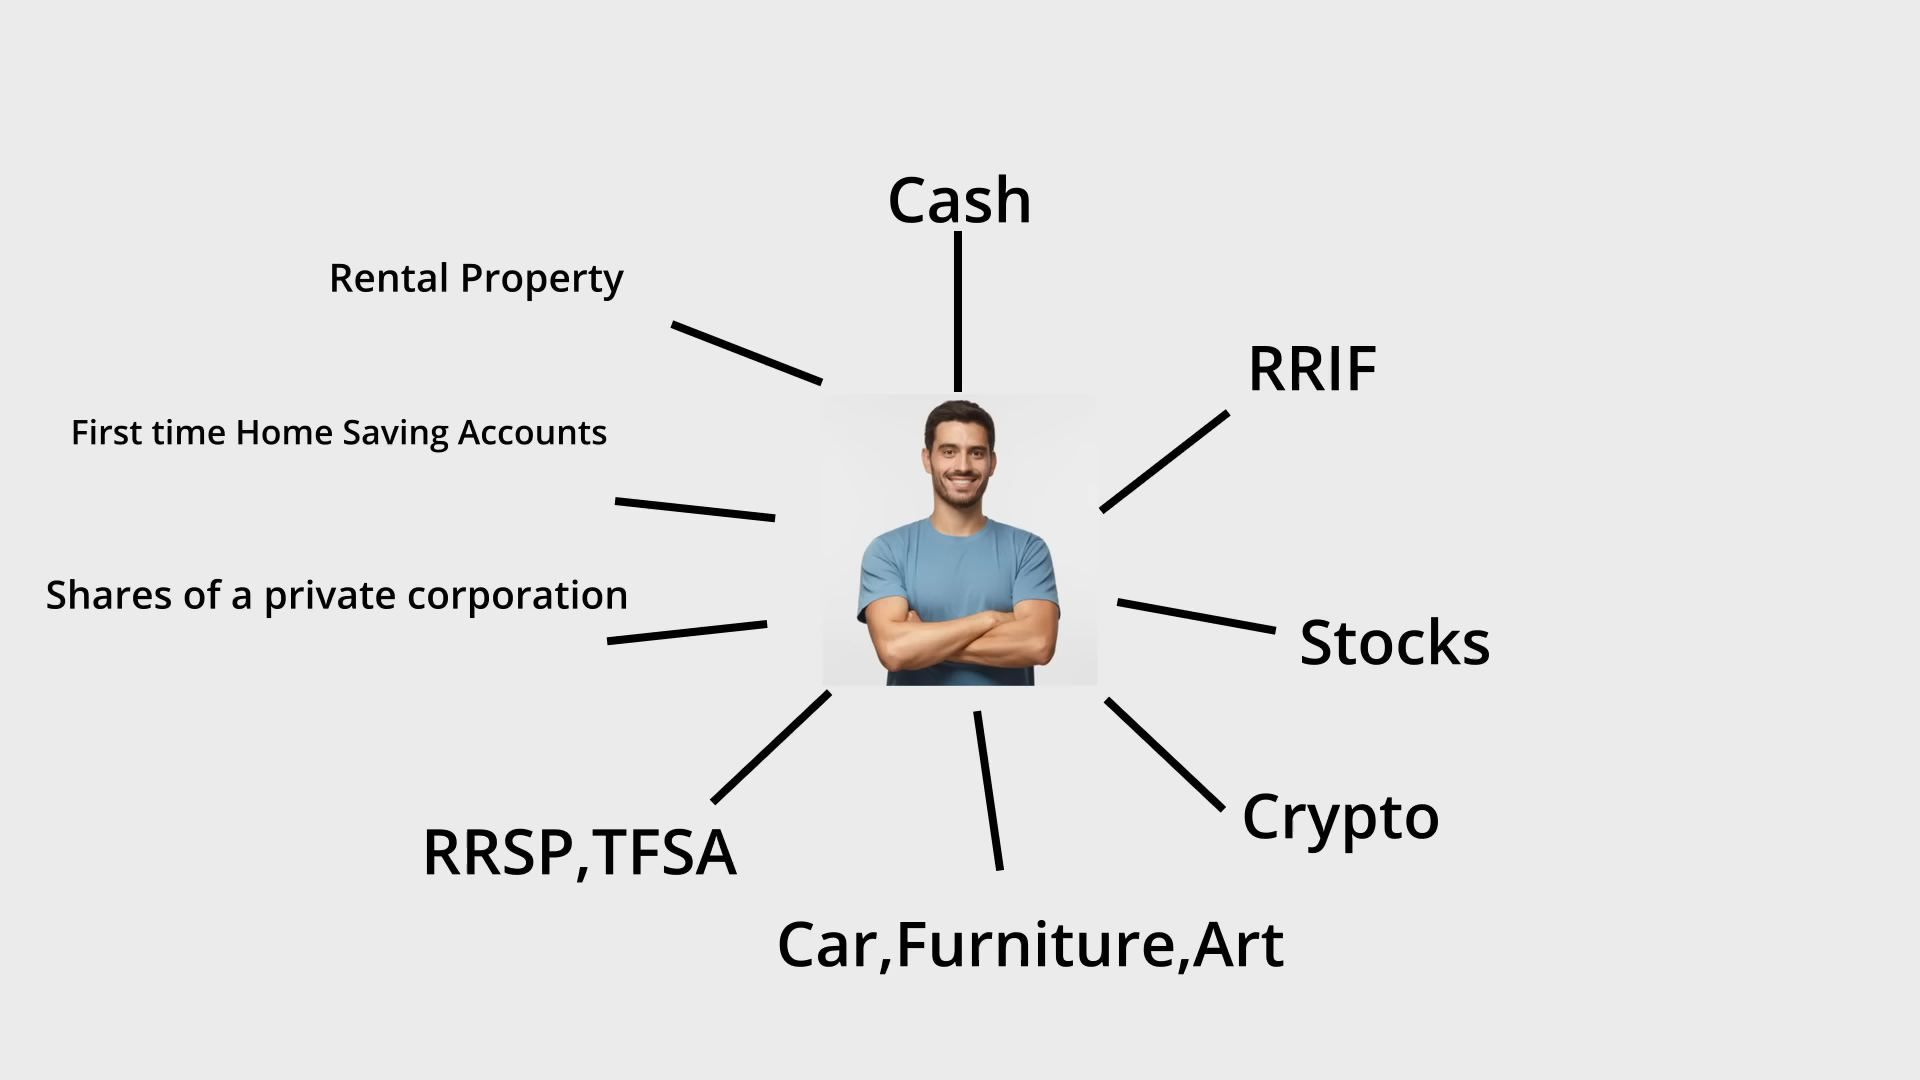 Cash
Rental Property
RRIF
First time Home Saving Accounts
Shares of a private corporation
Stocks
Crypto
RRSP,TFSA
Car,Furniture,Art